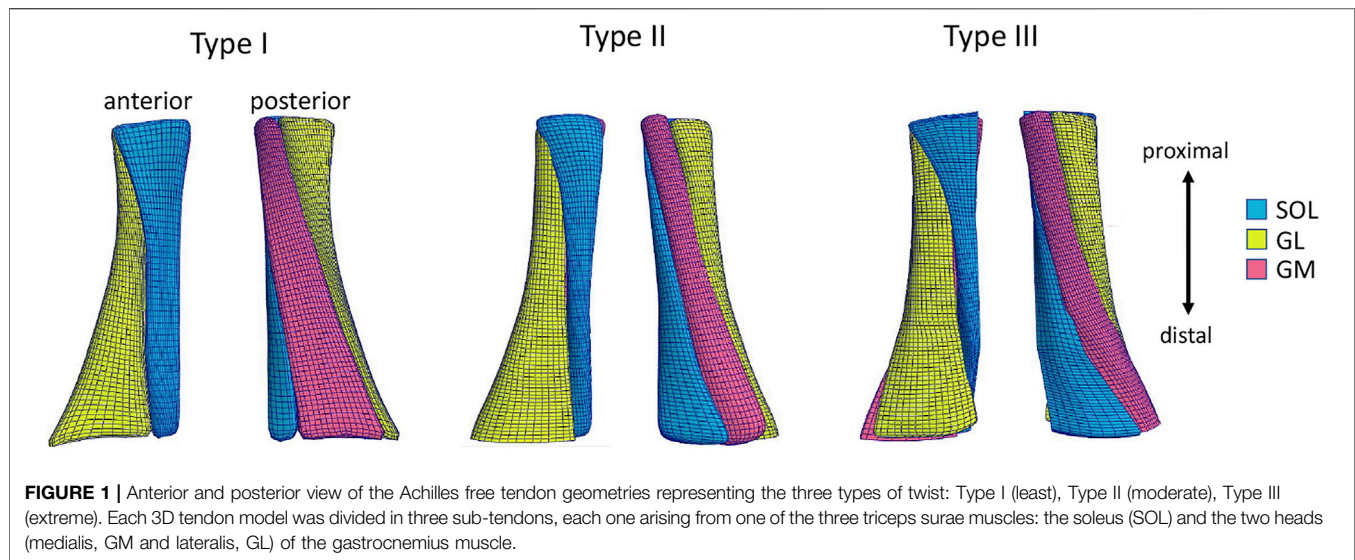 Type I
Type II
Type III
anterior
posterior
proximal
distal
SOL
GL
GM
FIGURE 1 | Anterior and posterior view of the Achilles free tendon geometries representing the three types of twist: Type I (least), Type II (moderate), Type III
(extreme). Each 3D tendon model was divided in three sub-tendons, each one arising from one of the three triceps surae muscles: the soleus (SOL) and the two heads
(medialis, GM and lateralis, GL) of the gastrocnemius muscle.